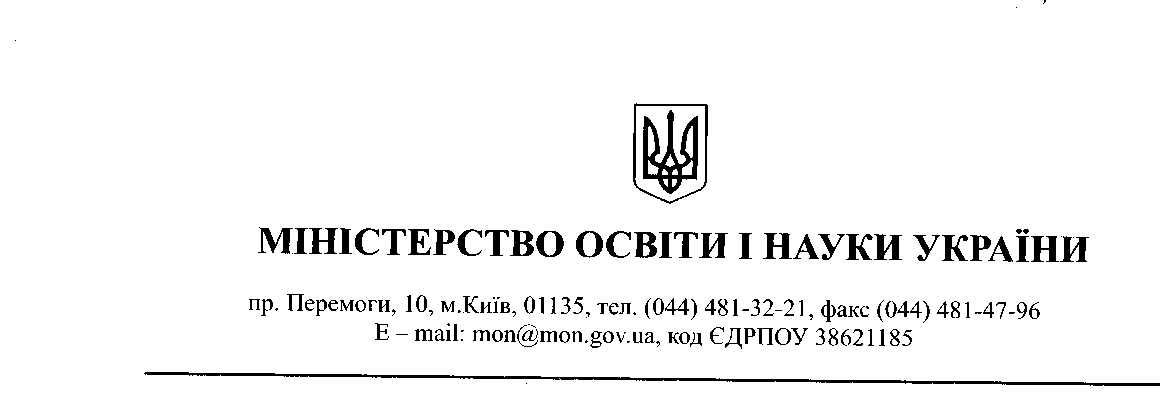 МІНІСТЕРСТВО ОСВІТИ І НАУКИ УКРАЇНИ
пр. Перемоги, 10, м.Київ, 01135, тел. (044) 481-32-21, факс (044) 481-47-96
E – mail: mon@mon.gov.ua, код ЄДРПОУ 38621185